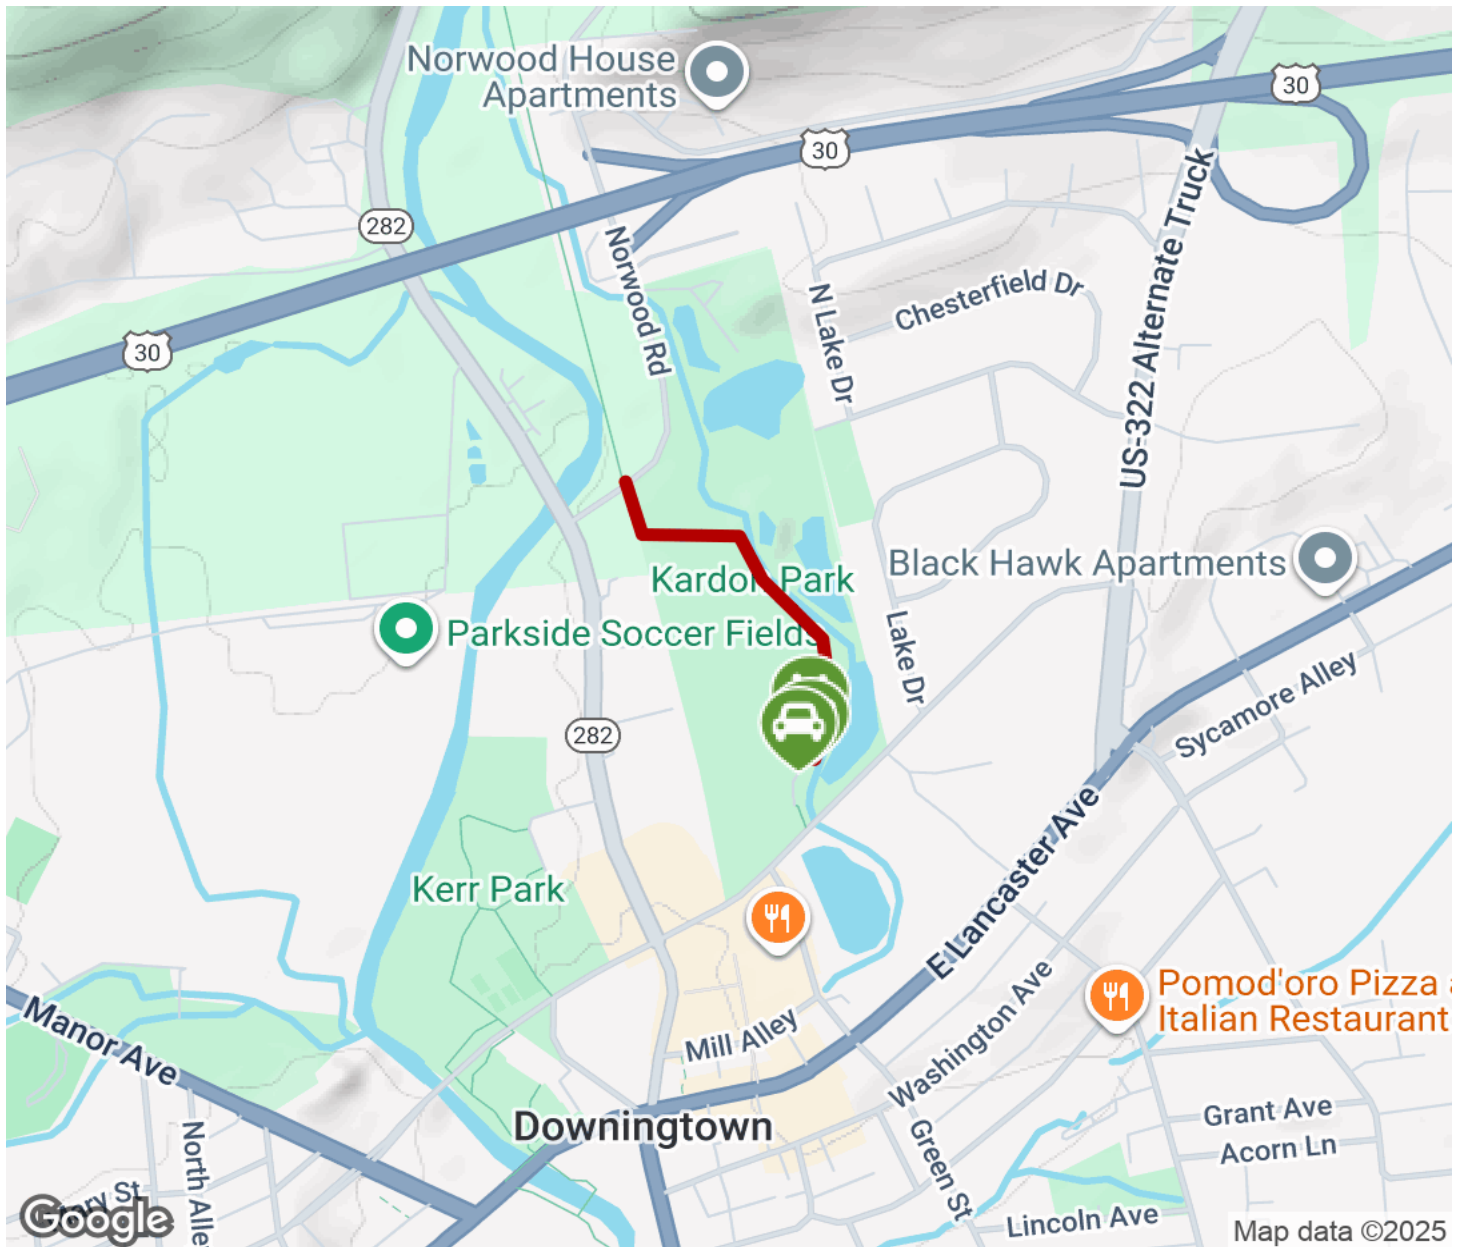 Norwood House
Apartments
30
30
282
30
Norwood Rd
N Lake Dr
Chesterfield Dr
US-322 Alternate Truck
Black Hawk Apartments
Kardon Park
Parkside Soccer Fields
Lake Dr
Sycamore Alley
282
Kerr Park
E Lancaster Ave
Pomod'oro Pizza
Italian Restaurant
Manor Ave
Mill Alley
Washington Ave
Downingtown
Green St
Grant Ave
Acorn Ln
North Alle
St
Lincoln Ave
Google
Map data ©2025